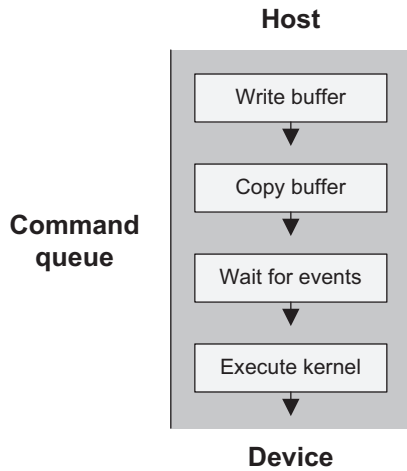 Host
Write buffer
Copy buffer
Command
queue
Wait for events
Execute kernel
Device